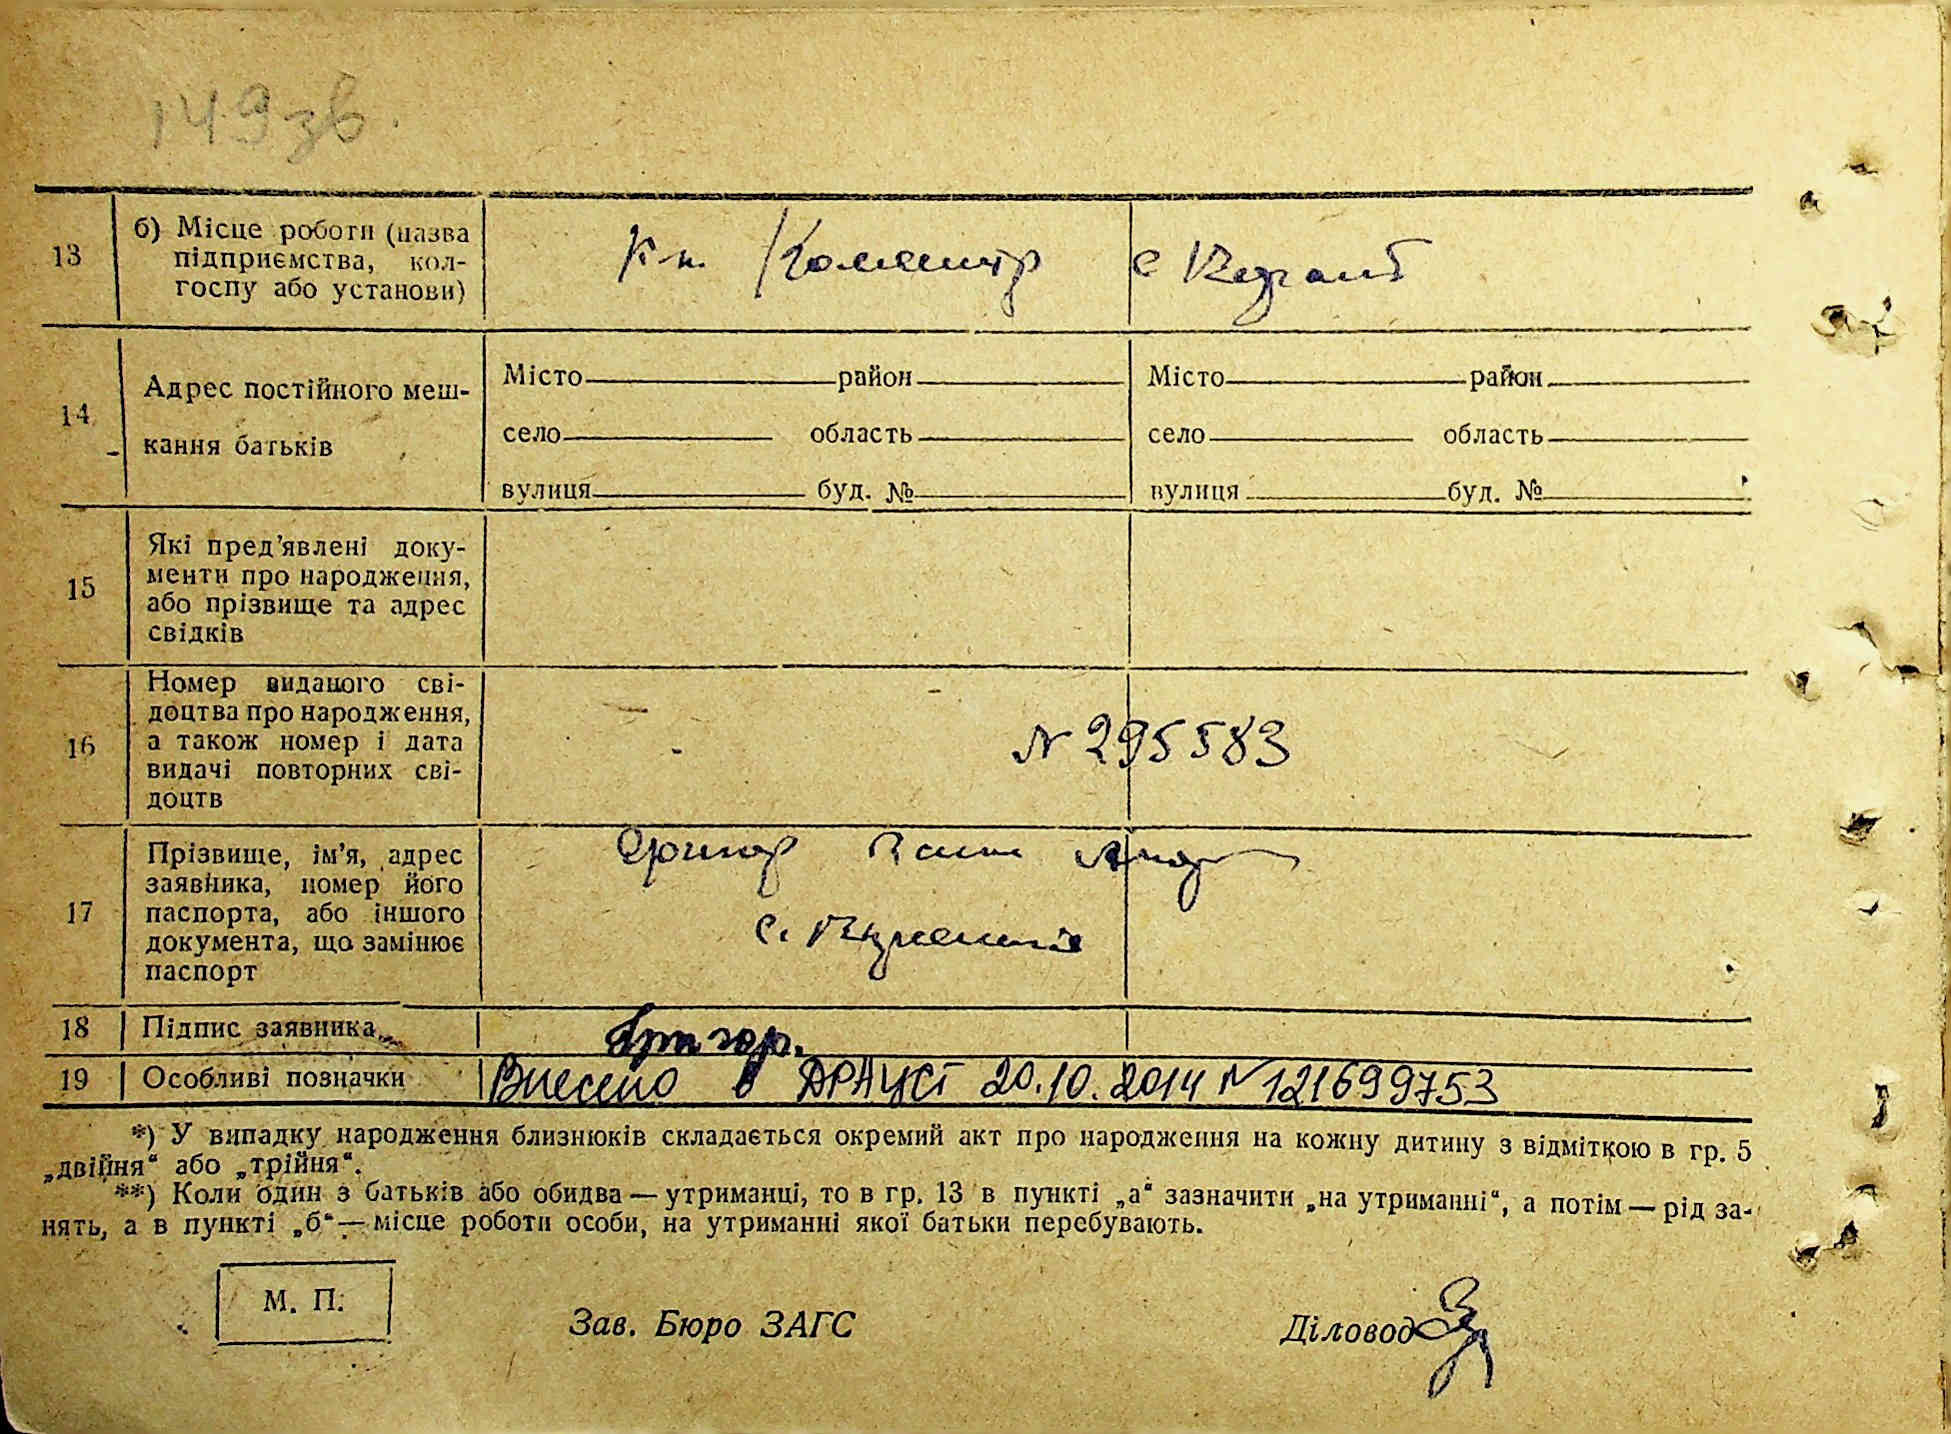 149 зв.
13
б) Місце роботи (назва
підприємства, кол-
госпу або установи)
К-п.
с
14
Адрес постійного меш-
кання батьків
Місто район
село область
вулиця буд. №
Місто район
село область
вулиця буд. №
15
Які пред’явлені доку-
менти про народження,
або прізвище та адрес
свідків
16
Номер виданого сві-
доцтва про народження,
а також номер і дата
видачі повторних сві-
доцтв
N 295583
17
Прізвище, ім’я, адрес
заявника, номер його
паспорта, або іншого
документа, що замінює
паспорт
с.
18 Підпис заявника
Григор.
19 Особливі позначки
Внесено в ДРАЦСГ 20.10.2014 N 121699753
*) У випадку народження близнюків складається окремий акт про народження на кожну дитину з відміткою в гр. 5
„двійня“ або „трійня“.
**) Коли один з батьків або обидва — утриманці, то в гр. 13 в пункті „а“ зазначити „на утриманні“, а потім — рід за-
нять, а в пункті „б“ — місце роботи особи, на утриманні якої батьки перебувають.
М. П.
Зав. Бюро ЗАГС
Діловод